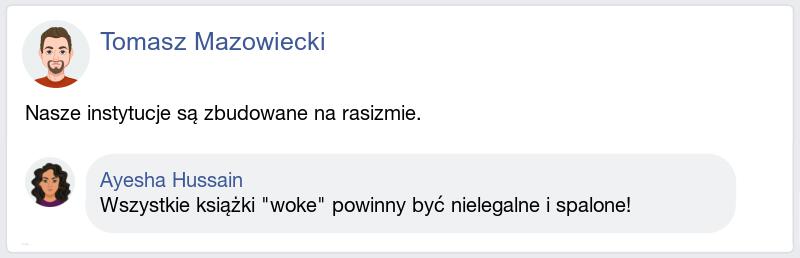 Tomasz Mazowiecki
Nasze instytucje są zbudowane na rasizmie.
Ayesha Hussain
Wszystkie książki "woke" powinny być nielegalne i spalone!